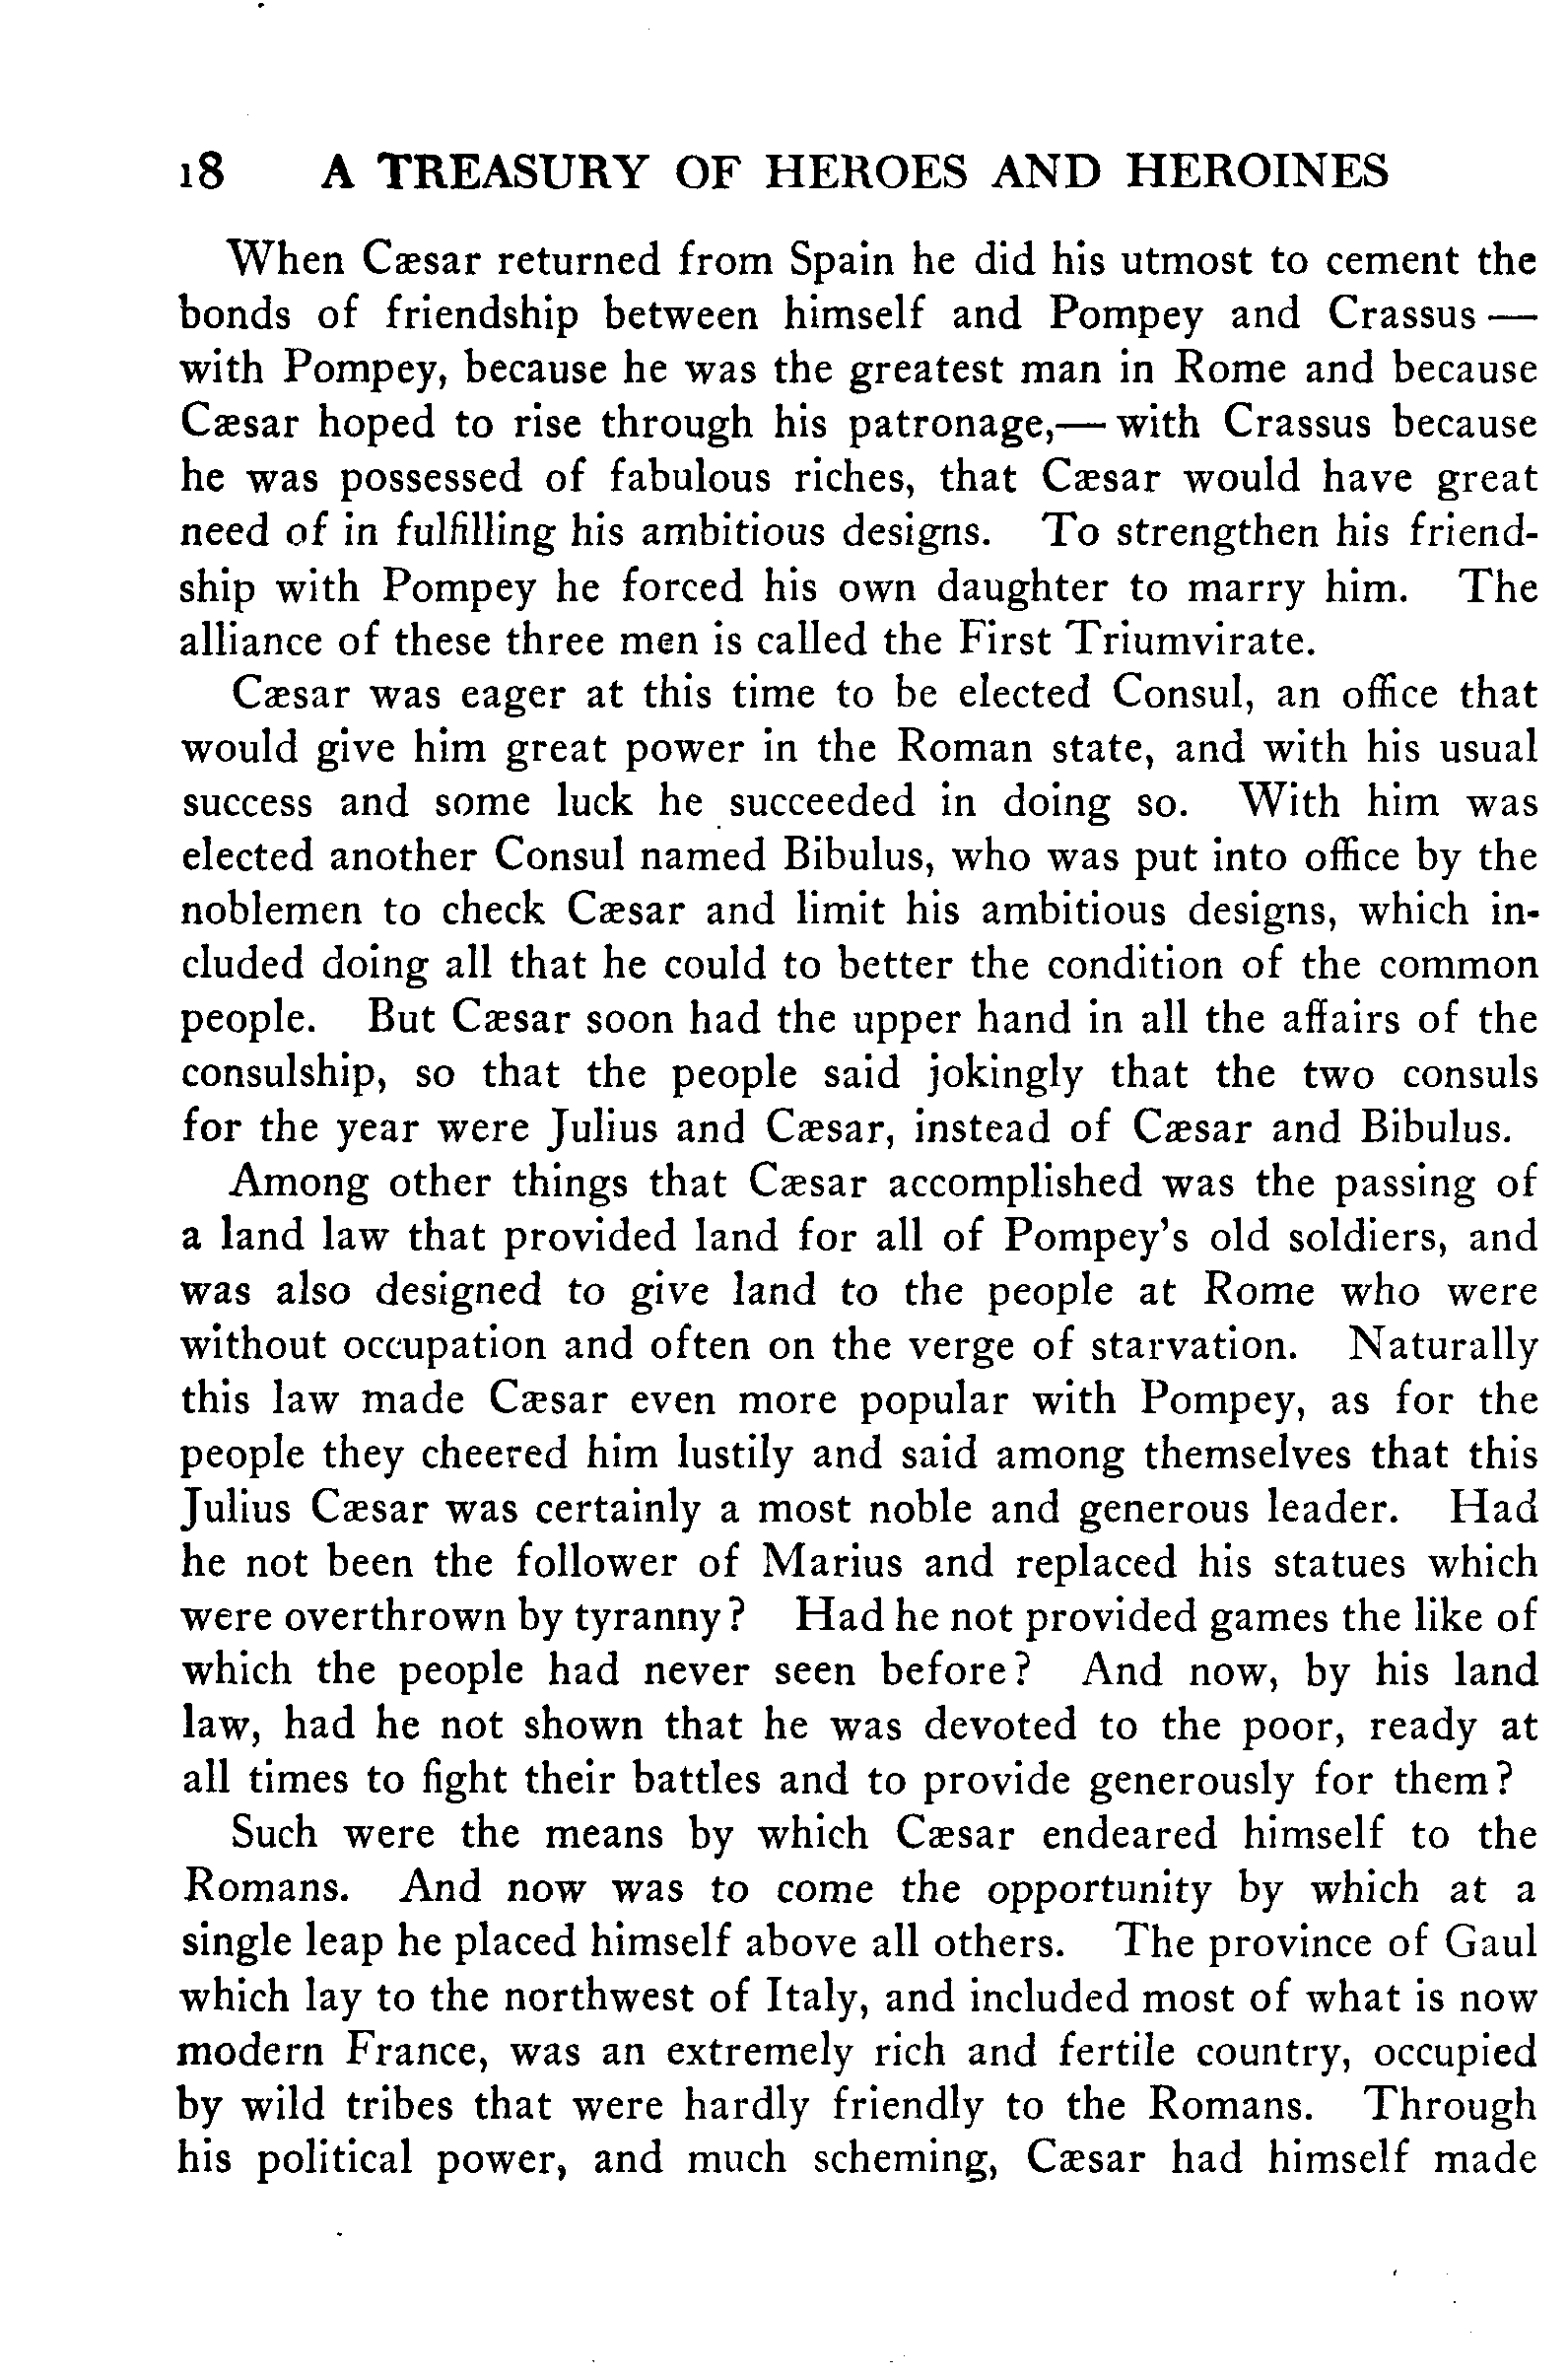 18 A TREASURY OF HEROES AND HEROINES
When Cæsar returned from Spain he did his utmost to cement the
bonds of friendship between himself and Pompey and Crassus —
with Pompey, because he was the greatest man in Rome and because
Cæsar hoped to rise through his patronage,— with Crassus because
he was possessed of fabulous riches, that Cæsar would have great
need of in fulfilling his ambitious designs. To strengthen his friend-
ship with Pompey he forced his own daughter to marry him. The
alliance of these three men is called the First Triumvirate.
Cæsar was eager at this time to be elected Consul, an office that
would give him great power in the Roman state, and with his usual
success and some luck he succeeded in doing so. With him was
elected another Consul named Bibulus, who was put into office by the
noblemen to check Cæsar and limit his ambitious designs, which in-
cluded doing all that he could to better the condition of the common
people. But Cæsar soon had the upper hand in all the affairs of the
consulship, so that the people said jokingly that the two consuls
for the year were Julius and Cæsar, instead of Cæsar and Bibulus.
Among other things that Cæsar accomplished was the passing of
a land law that provided land for all of Pompey's old soldiers, and
was also designed to give land to the people at Rome who were
without occupation and often on the verge of starvation. Naturally
this law made Cæsar even more popular with Pompey, as for the
people they cheered him lustily and said among themselves that this
Julius Cæsar was certainly a most noble and generous leader. Had
he not been the follower of Marius and replaced his statues which
were overthrown by tyranny? Had he not provided games the like of
which the people had never seen before? And now, by his land
law, had he not shown that he was devoted to the poor, ready at
all times to fight their battles and to provide generously for them?
Such were the means by which Cæsar endeared himself to the
Romans. And now was to come the opportunity by which at a
single leap he placed himself above all others. The province of Gaul
which lay to the northwest of Italy, and included most of what is now
modern France, was an extremely rich and fertile country, occupied
by wild tribes that were hardly friendly to the Romans. Through
his political power, and much scheming, Cæsar had himself made